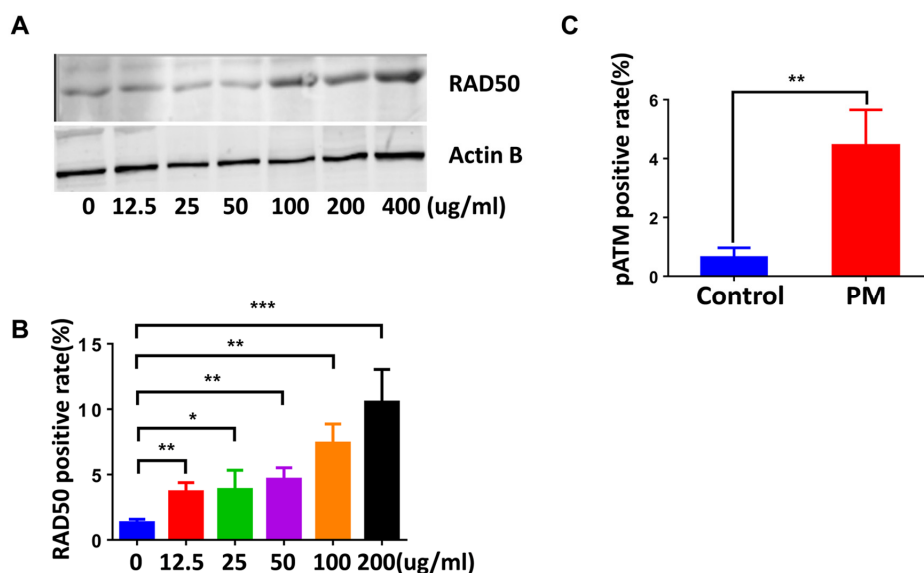 A
RAD50
Actin B
0 12.5 25 50 100 200 400 (ug/ml)
B
RAD50 positive rate(%)
15
10
5
0
***
**
**
*
**
0 12.5 25 50 100 200(ug/ml)
C
pATM positive rate(%)
6
4
2
0
**
Control PM